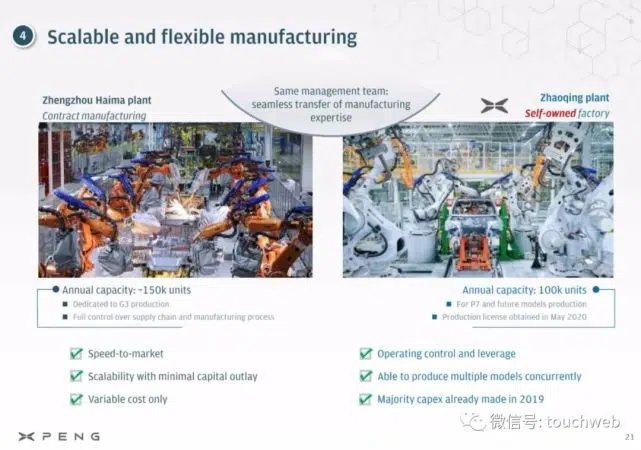 4 Scalable and flexible manufacturing
Zhengzhou Haima plant
Contract manufacturing
Same management team:
seamless transfer of manufacturing
expertise
Zhaoqing plant
Self-owned factory
Annual capacity: ~150k units
Dedicated to G3 production
Full control over supply chain and manufacturing process
Annual capacity: 100k units
For P7 and future models production
Production license obtained in May 2020
Speed-to-market
Scalability with minimal capital outlay
Variable cost only
Operating control and leverage
Able to produce multiple models concurrently
Majority capex already made in 2019
微信号: touchweb
XPENG
21